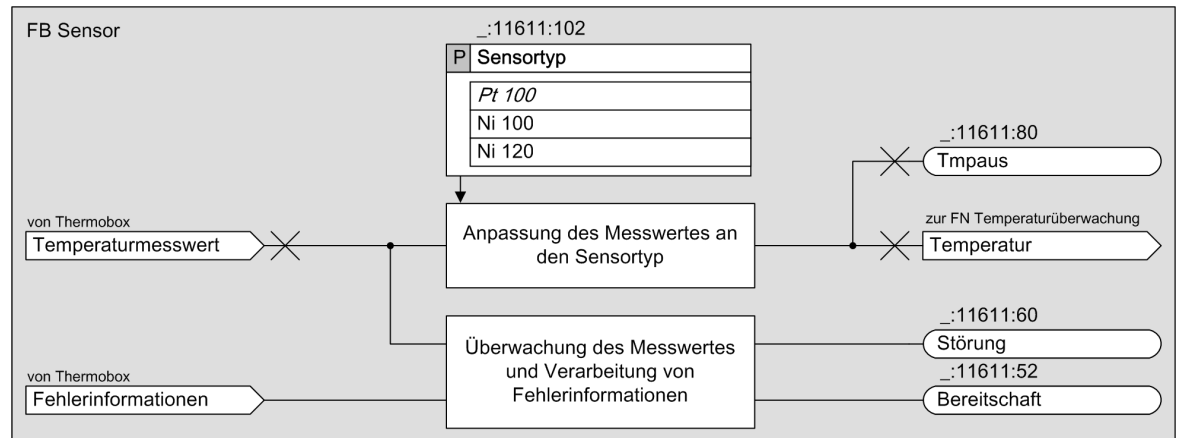 FB Sensor
_:11611:102
P Sensortyp
Pt 100
Ni 100
Ni 120
_:11611:80
Tmpaus
von Thermobox
Temperaturmesswert
Anpassung des Messwertes an
den Sensortyp
zur FN Temperaturüberwachung
Temperatur
_:11611:60
Störung
Überwachung des Messwertes
und Verarbeitung von
Fehlerinformationen
von Thermobox
Fehlerinformationen
_:11611:52
Bereitschaft